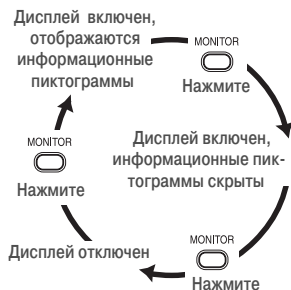 Дисплей включен,
отображаются
информационные
пиктограммы
MONITOR
Нажмите
Дисплей включен,
информационные пик-
тограммы скрыты
MONITOR
Нажмите
Дисплей отключен
MONITOR
Нажмите